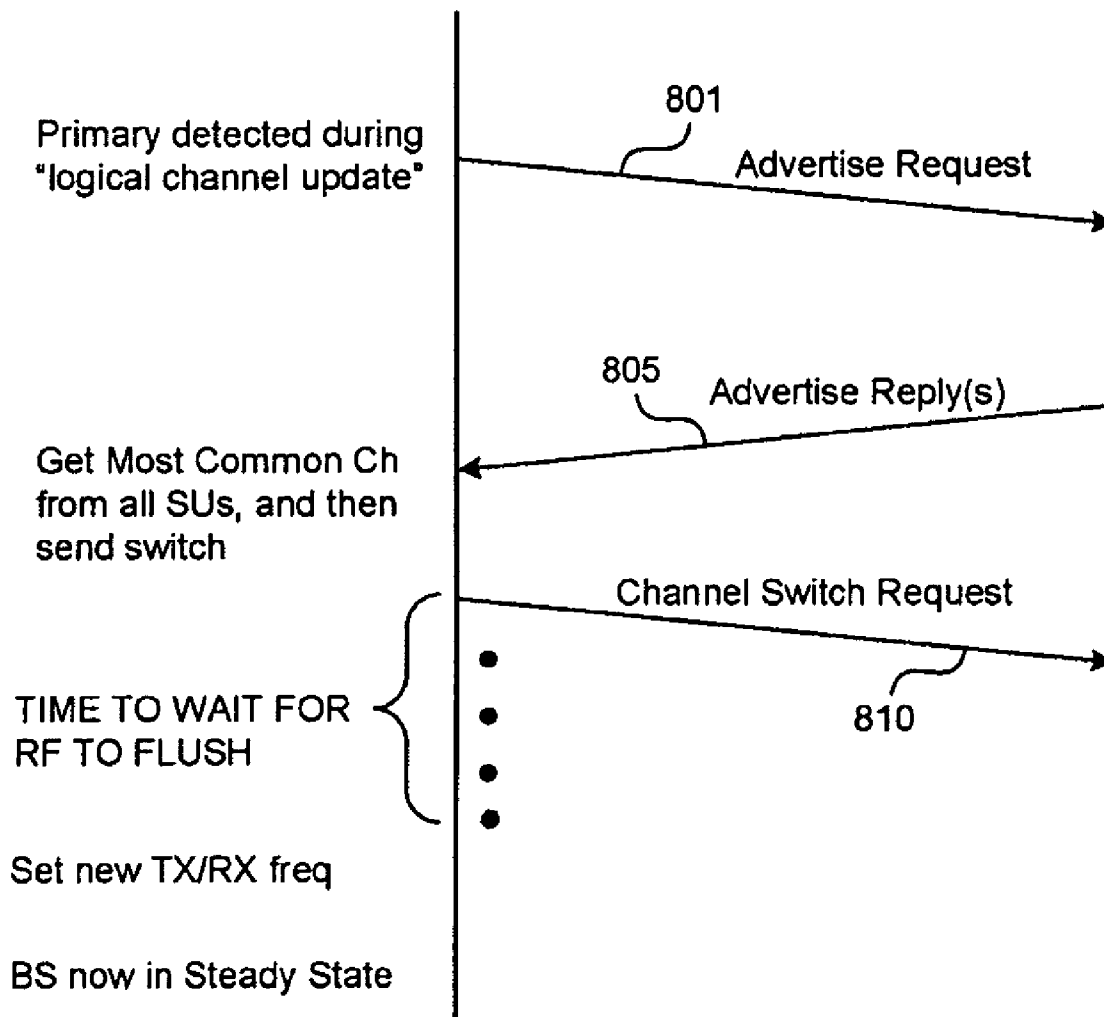 801
Primary detected during
"logical channel update"
Advertise Request
805
Advertise Reply(s)
Get Most Common Ch
from all SUs, and then
send switch
Channel Switch Request
810
TIME TO WAIT FOR
RF TO FLUSH
Set new TX/RX freq
BS now in Steady State